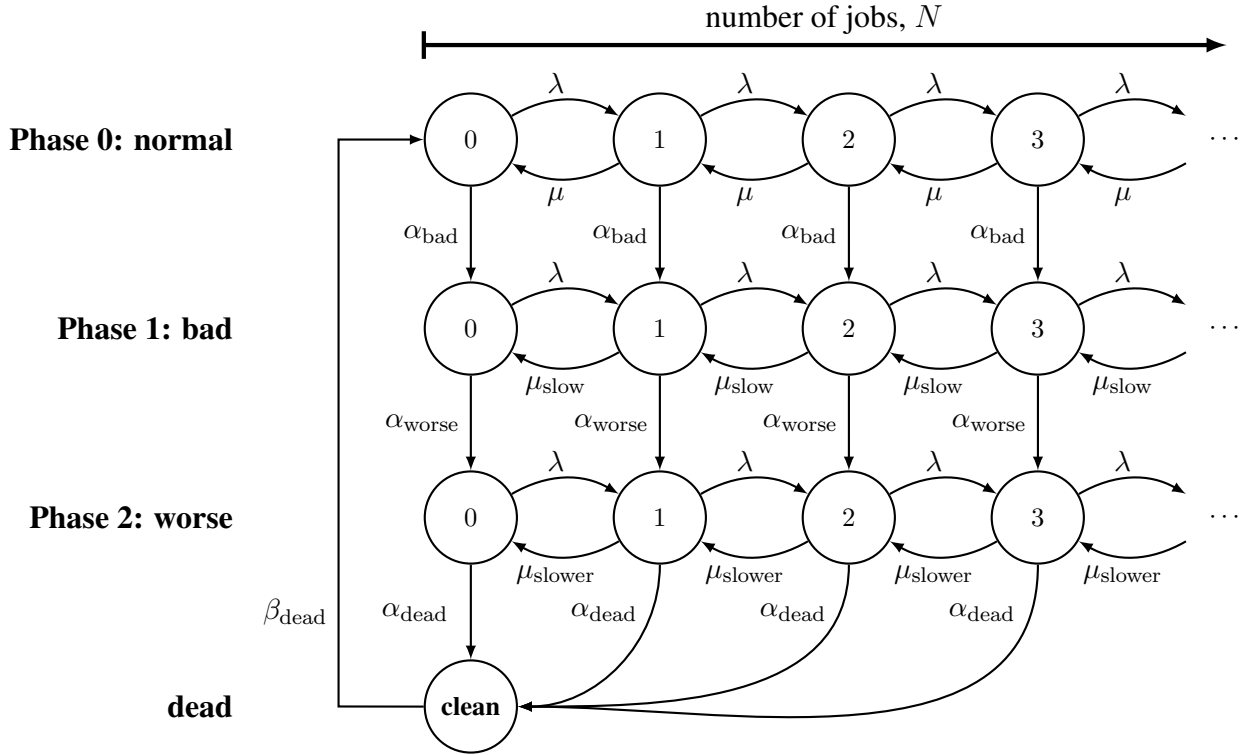 number of jobs, N
λ λ λ λ
Phase 0: normal 0 1 2 3 ...
μ μ μ μ
α_bad α_bad α_bad α_bad
λ λ λ λ
Phase 1: bad 0 1 2 3 ...
μ_slow μ_slow μ_slow μ_slow
α_worse α_worse α_worse α_worse
λ λ λ λ
Phase 2: worse 0 1 2 3 ...
μ_slower μ_slower μ_slower μ_slower
β_dead α_dead α_dead α_dead α_dead
dead clean